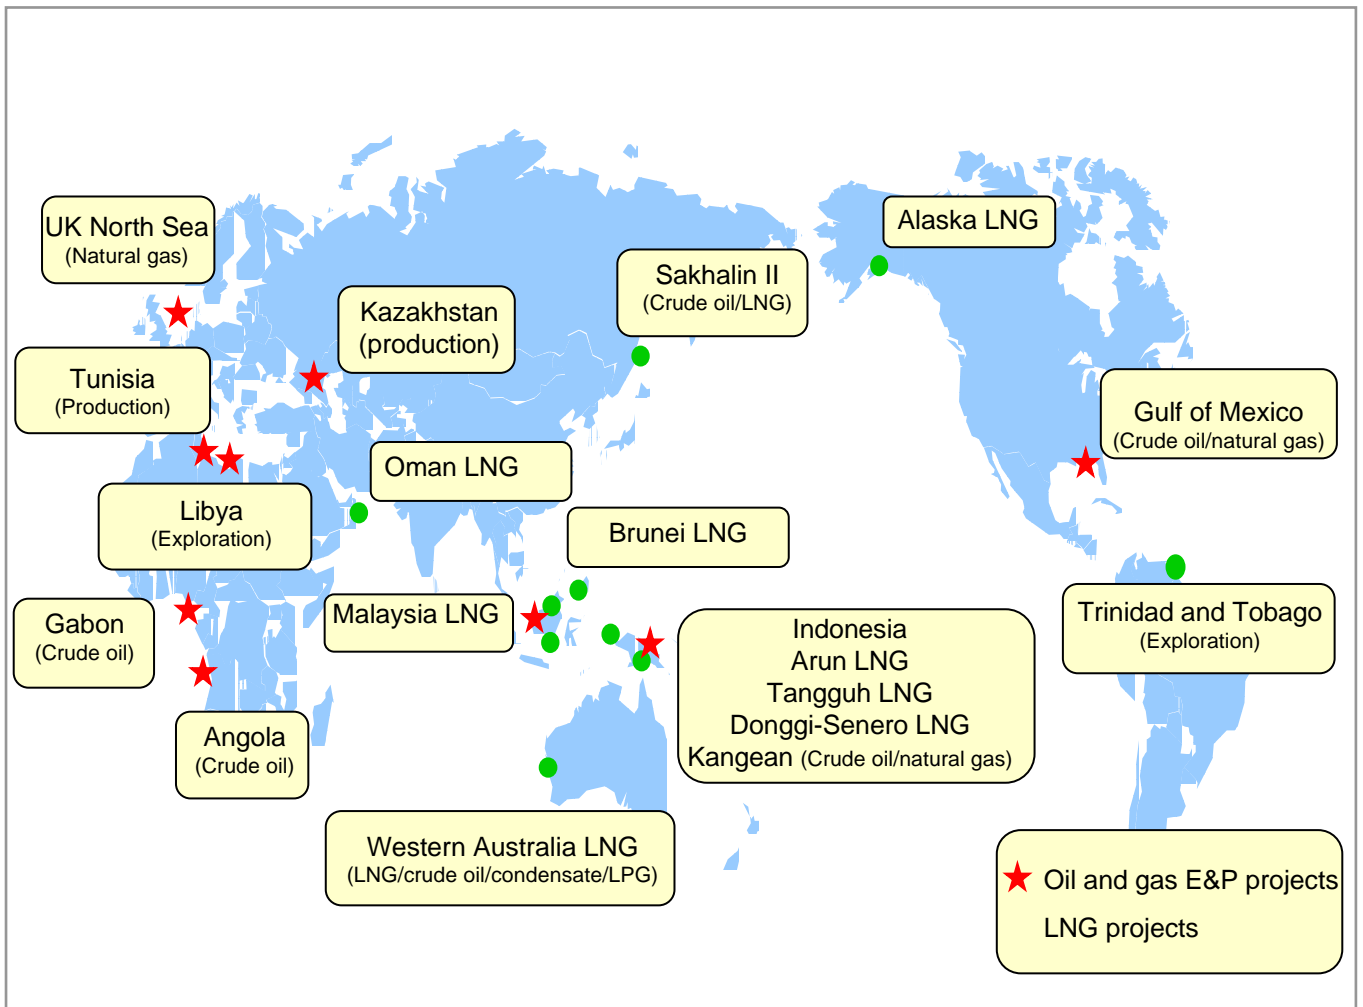 UK North Sea
(Natural gas)
Alaska LNG
Sakhalin II
(Crude oil/LNG)
Kazakhstan
(production)
Tunisia
(Production)
Gulf of Mexico
(Crude oil/natural gas)
Oman LNG
Libya
(Exploration)
Brunei LNG
Malaysia LNG
Gabon
(Crude oil)
Trinidad and Tobago
(Exploration)
Indonesia
Arun LNG
Tangguh LNG
Donggi-Senero LNG
Kangean (Crude oil/natural gas)
Angola
(Crude oil)
Western Australia LNG
(LNG/crude oil/condensate/LPG)
Oil and gas E&P projects
LNG projects